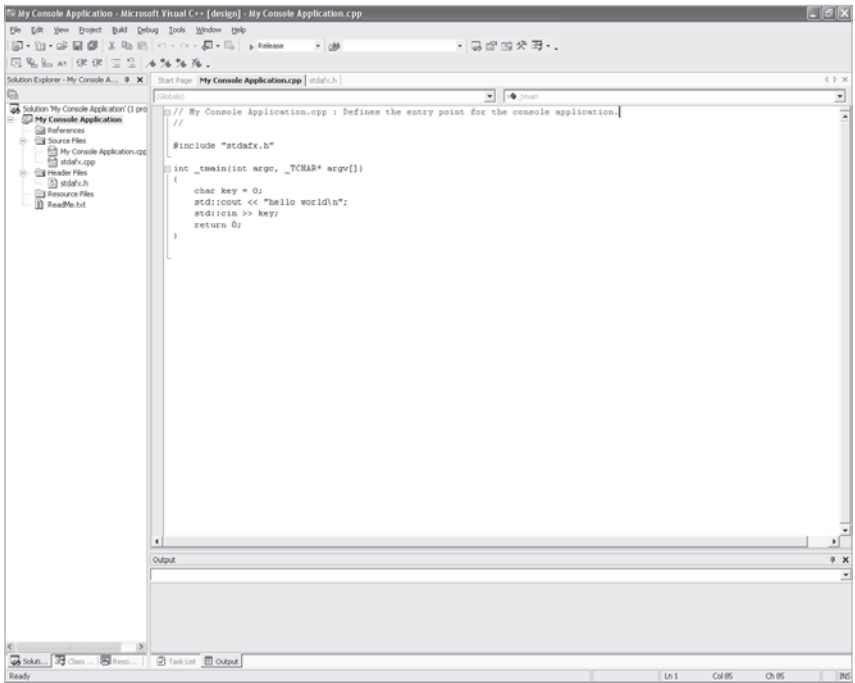 My Console Application - Microsoft Visual C++ [design] - My Console Application.cpp
File Edit View Project Build Debug Tools Window Help
Release
Solution Explorer - My Console A...
Start Page My Console Application.cpp stdafx.h
(Globals) _tmain
Solution 'My Console Application' (1 pro
My Console Application
References
Source Files
My Console Application.cpp
stdafx.cpp
Header Files
stdafx.h
Resource Files
ReadMe.txt
// My Console Application.cpp : Defines the entry point for the console application.
//
#include "stdafx.h"
int _tmain(int argc, _TCHAR* argv[])
{
char key = 0;
std::cout << "hello world\n";
std::cin >> key;
return 0;
}
Output
Soluti... Class ... Reso... Task List Output
Ready Ln 1 Col 85 Ch 85 INS